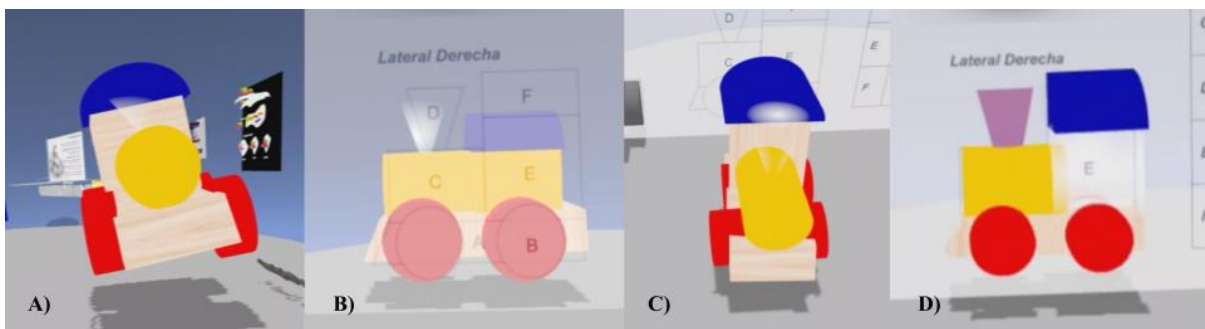 Lateral Derecha
D
F
C
E
A
B
D
C
E
F
E
F
Lateral Derecha
E
A)
B)
C)
D)